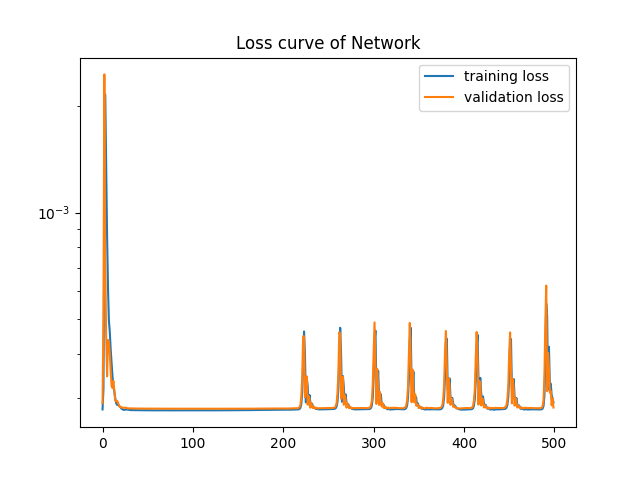 Loss curve of Network
training loss
validation loss
10⁻³
0 100 200 300 400 500